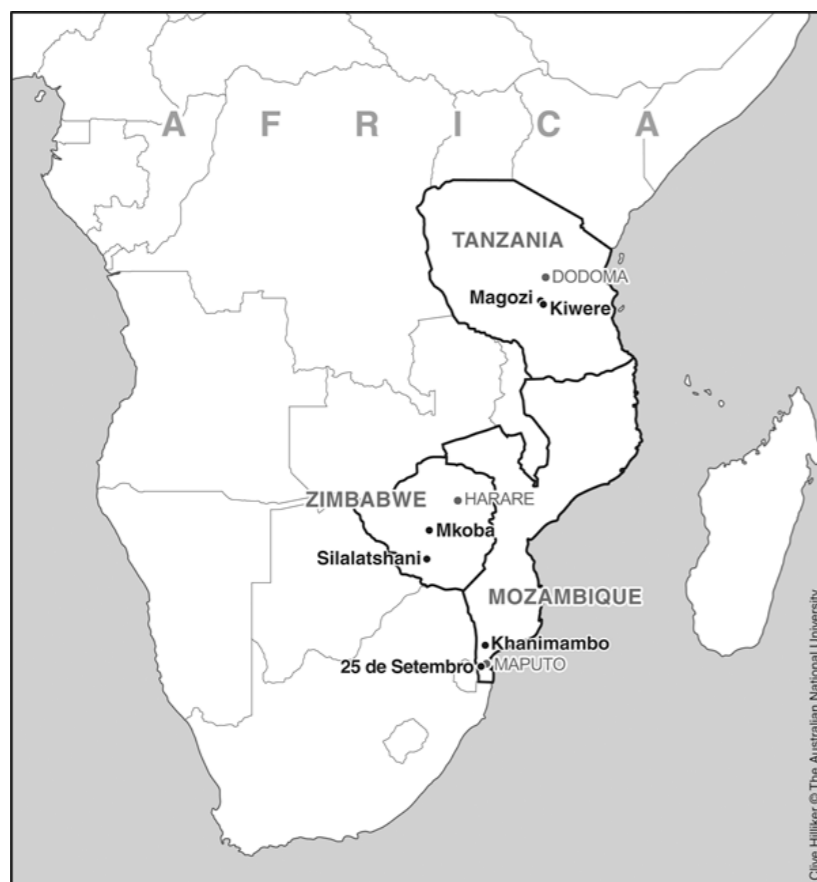 AFRICA
TANZANIA
DODOMA
Magozi
Kiwere
ZIMBABWE
HARARE
Mkoba
Silalatshani
MOZAMBIQUE
Khanimambo
25 de Setembro
MAPUTO
Clive Hilliker © The Australian National University